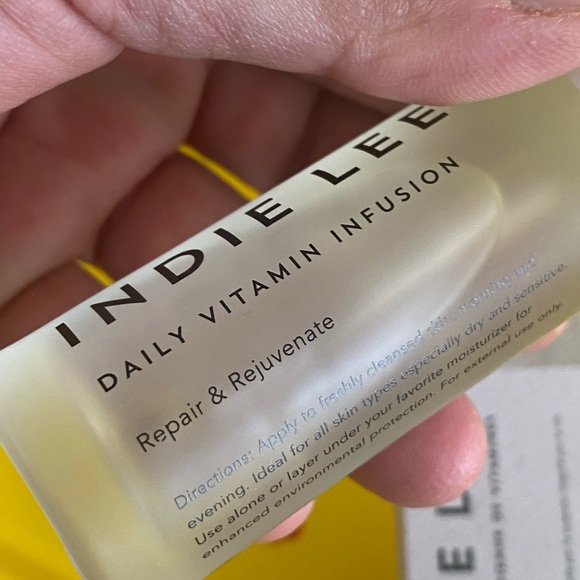 INDIE LEE
DAILY VITAMIN INFUSION
Repair & Rejuvenate
Directions: Apply to freshly cleansed skin, morning and
evening. Ideal for all skin types especially dry and sensitive.
Use alone or layer under your favorite moisturizer for
enhanced environmental protection. For external use only.
E L